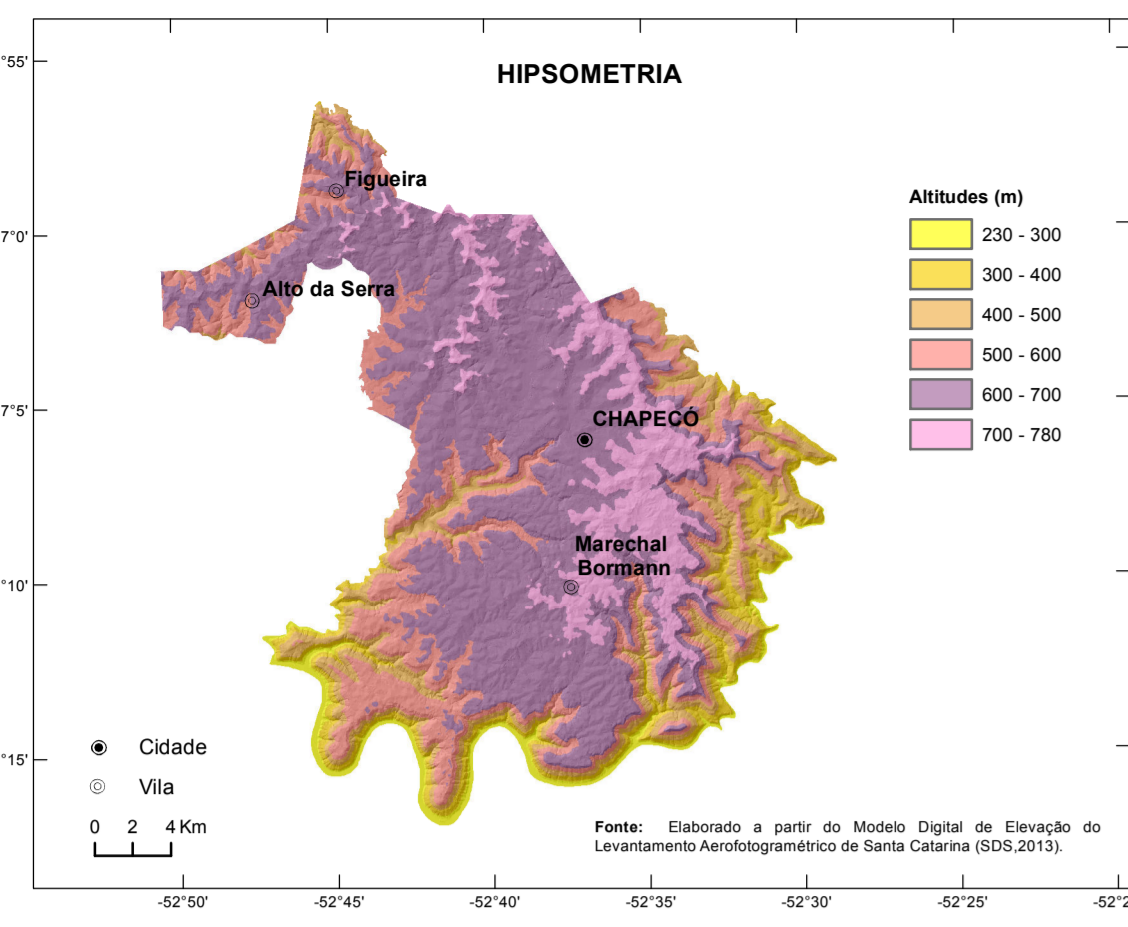 HIPSOMETRIA
°55'
7°0'
7°5'
°10'
°15'
Figueira
Alto da Serra
CHAPECÓ
Marechal
Bormann
Altitudes (m)
230 - 300
300 - 400
400 - 500
500 - 600
600 - 700
700 - 780
Cidade
Vila
0 2 4 Km
Fonte: Elaborado a partir do Modelo Digital de Elevação do
Levantamento Aerofotogramétrico de Santa Catarina (SDS,2013).
-52°50' -52°45' -52°40' -52°35' -52°30' -52°25' -52°2